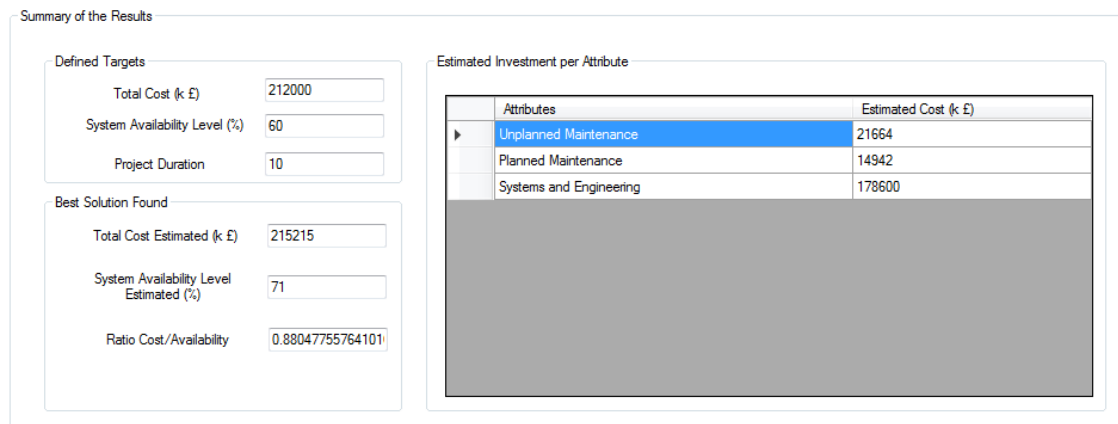 Summary of the Results
Defined Targets
Total Cost (k £)
212000
System Availability Level (%)
60
Project Duration
10
Best Solution Found
Total Cost Estimated (k £)
215215
System Availability Level
Estimated (%)
71
Ratio Cost/Availability
0.88047755764101
Estimated Investment per Attribute
Attributes
Estimated Cost (k £)
Unplanned Maintenance
21664
Planned Maintenance
14942
Systems and Engineering
178600